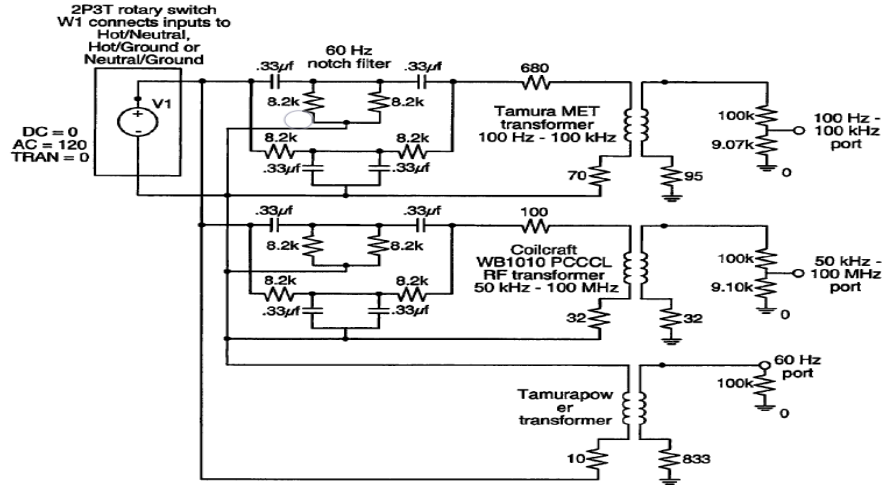 2P3T rotary switch
W1 connects inputs to
Hot/Neutral,
Hot/Ground or
Neutral/Ground
V1
DC = 0
AC = 120
TRAN = 0
.33µf
60 Hz
notch filter
.33µf
8.2k
8.2k
8.2k
8.2k
.33µf
.33µf
680
Tamura MET
transformer
100 Hz - 100 kHz
70
95
100k
9.07k
0
100 Hz -
100 kHz
port
.33µf
.33µf
8.2k
8.2k
8.2k
8.2k
.33µf
.33µf
100
Coilcraft
WB1010 PCCCL
RF transformer
50 kHz - 100 MHz
32
32
100k
9.10k
0
50 kHz -
100 MHz
port
Tamurapow
er
transformer
10
833
60 Hz
port
100k
0